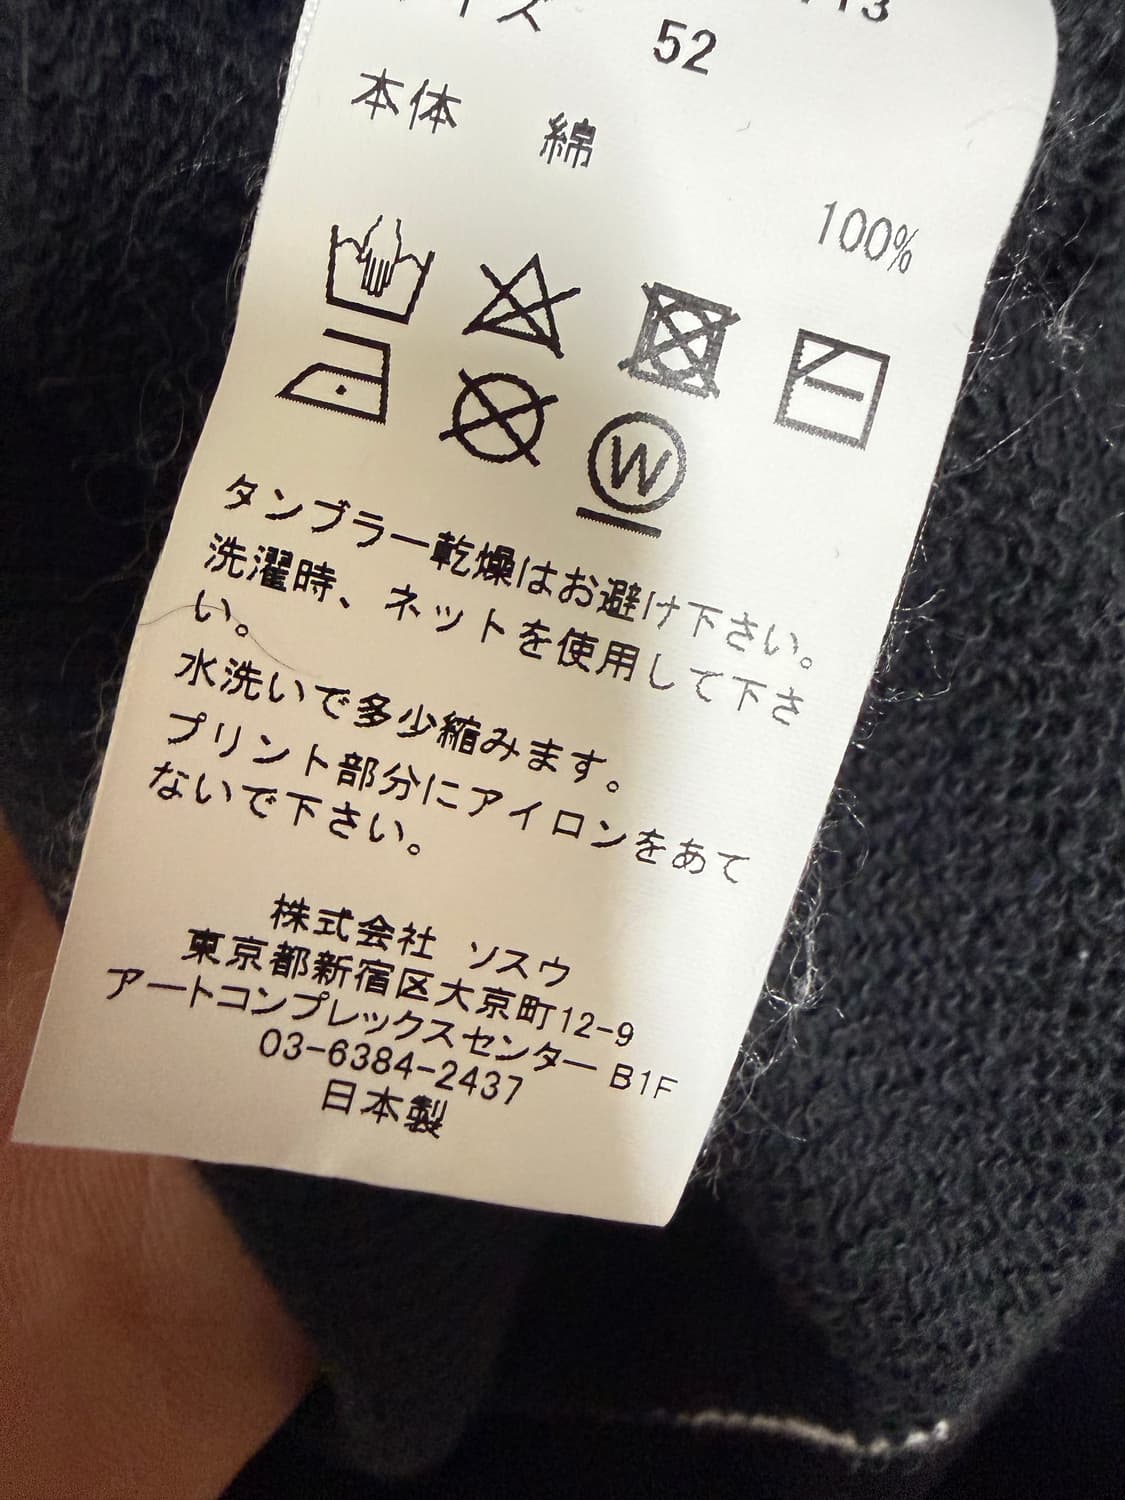 サイズ 52
本体 綿
100%
W
タンブラー乾燥はお避け下さい。
洗濯時、ネットを使用して下さ
い。
水洗いで多少縮みます。
プリント部分にアイロンをあて
ないで下さい。
株式会社 ソスウ
東京都新宿区大京町12-9
アートコンプレックスセンター B1F
03-6384-2437
日本製